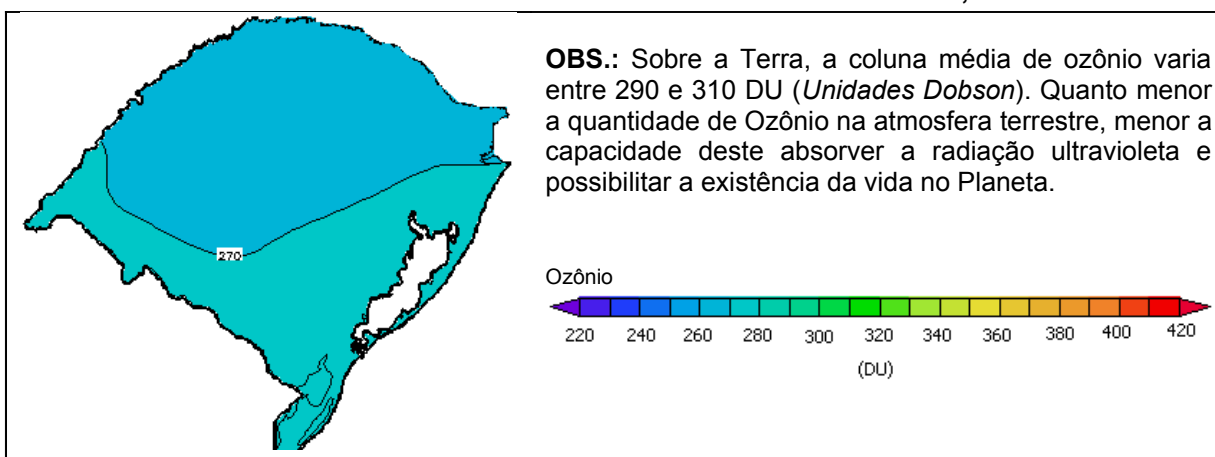 OBS.: Sobre a Terra, a coluna média de ozônio varia
entre 290 e 310 DU (Unidades Dobson). Quanto menor
a quantidade de Ozônio na atmosfera terrestre, menor a
capacidade deste absorver a radiação ultravioleta e
possibilitar a existência da vida no Planeta.
270
Ozônio
220 240 260 280 300 320 340 360 380 400 420
(DU)